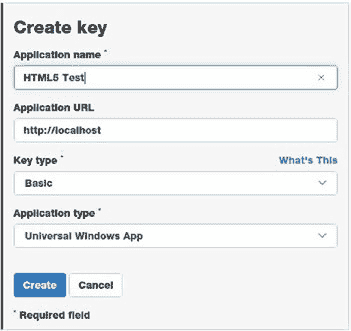 Create key
Application name *
HTML5 Test
Application URL
http://localhost
Key type * What's This
Basic
Application type *
Universal Windows App
Create Cancel
* Required field